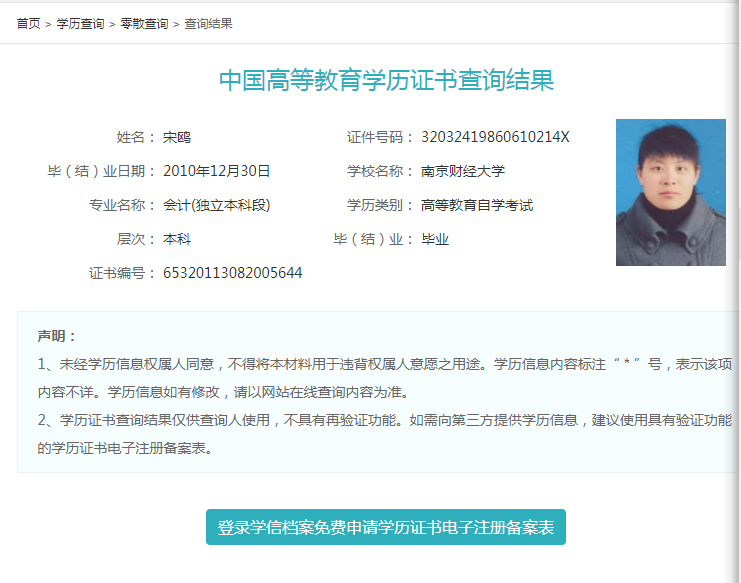 首页 > 学历查询 > 零散查询 > 查询结果
中国高等教育学历证书查询结果
姓名： 宋鸥 证件号码： 32032419860610214X
毕（结）业日期： 2010年12月30日 学校名称： 南京财经大学
专业名称： 会计(独立本科段) 学历类别： 高等教育自学考试
层次： 本科 毕（结）业： 毕业
证书编号： 65320113082005644
声明：
1、未经学历信息权属人同意，不得将本材料用于违背权属人意愿之用途。学历信息内容标注“*”号，表示该项
内容不详。学历信息如有修改，请以网站在线查询内容为准。
2、学历证书查询结果仅供查询人使用，不具有再验证功能。如需向第三方提供学历信息，建议使用具有验证功能
的学历证书电子注册备案表。
登录学信档案免费申请学历证书电子注册备案表